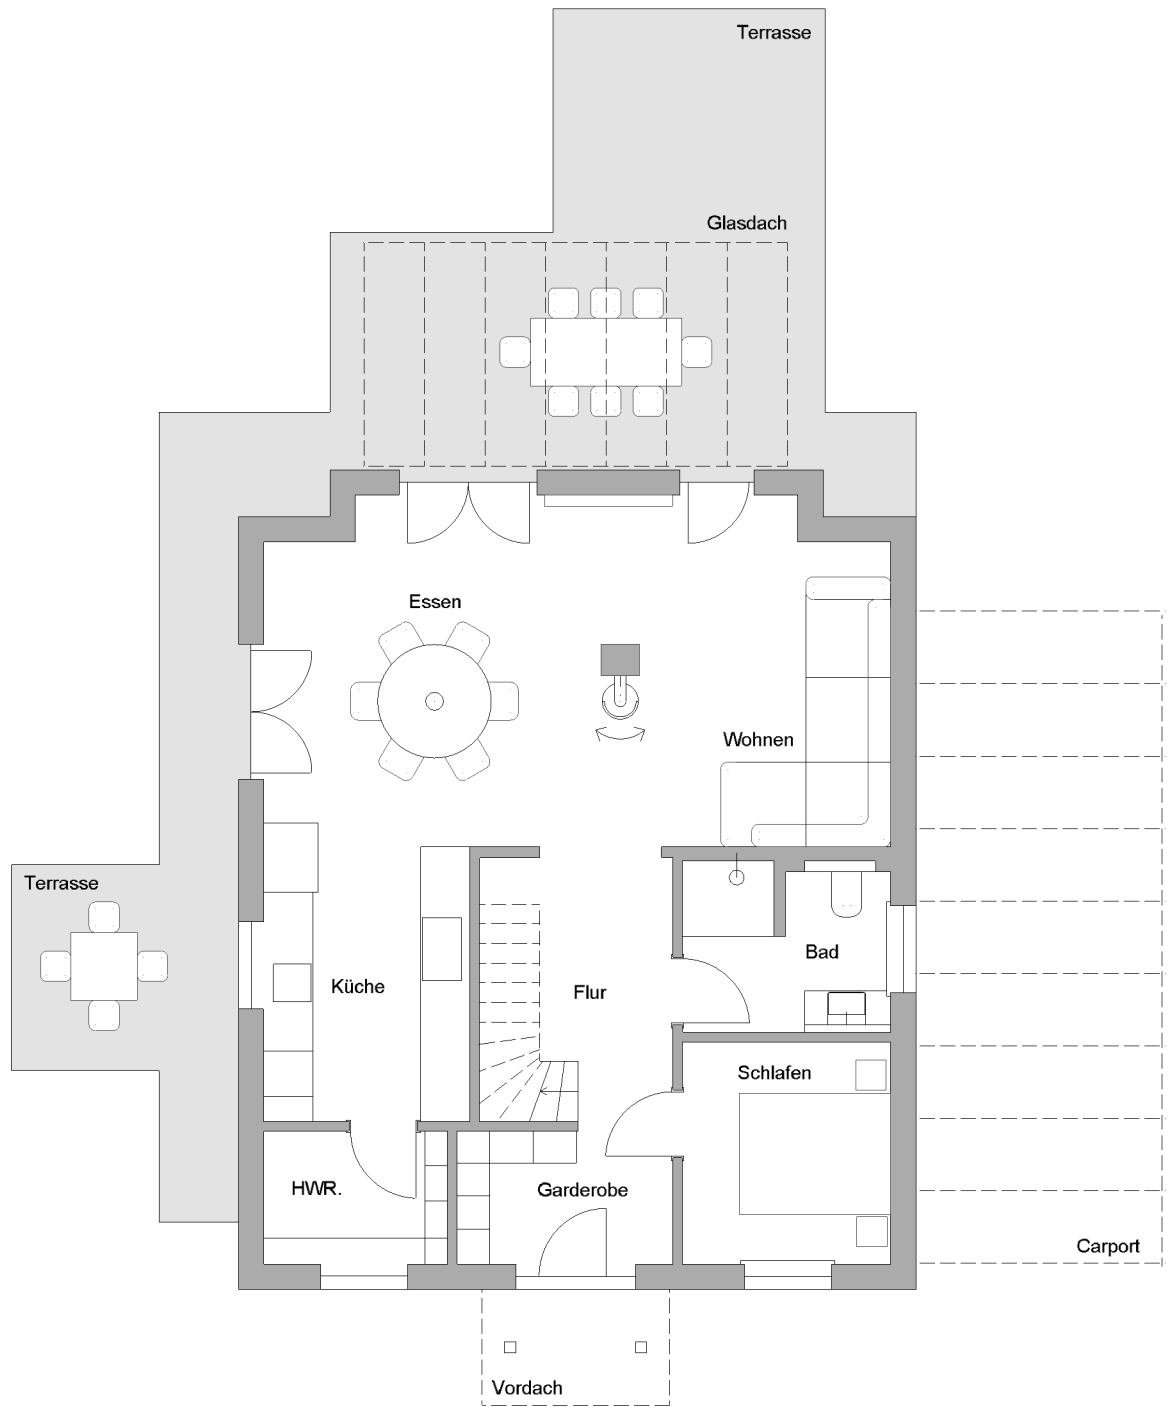 Terrasse
Glasdach
Essen
Wohnen
Terrasse
Küche
Flur
Bad
Schlafen
HWR.
Garderobe
Carport
Vordach